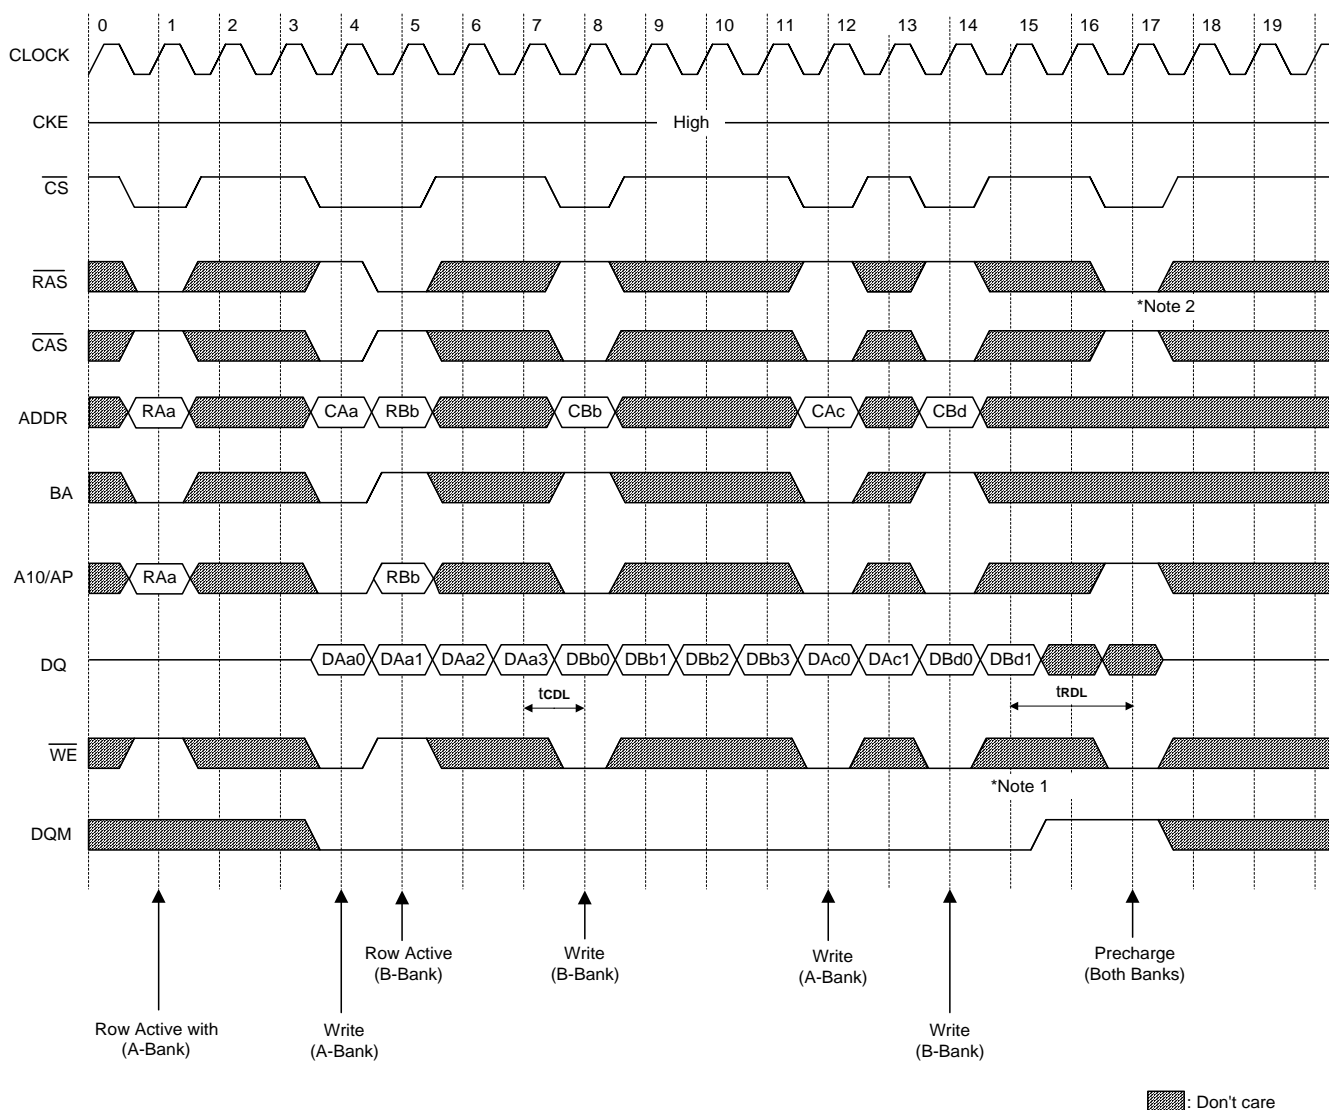 0 1 2 3 4 5 6 7 8 9 10 11 12 13 14 15 16 17 18 19
CLOCK
CKE High
CS
RAS
*Note 2
CAS
ADDR RAa CAa RBb CBb CAc CBd
BA
A10/AP RAa RBb
DQ DAa0 DAa1 DAa2 DAa3 DBb0 DBb1 DBb2 DBb3 DAc0 DAc1 DBd0 DBd1
tCDL tRDL
WE
*Note 1
DQM
Row Active
(B-Bank)
Write
(B-Bank)
Write
(A-Bank)
Precharge
(Both Banks)
Row Active with
(A-Bank)
Write
(A-Bank)
Write
(B-Bank)
: Don't care